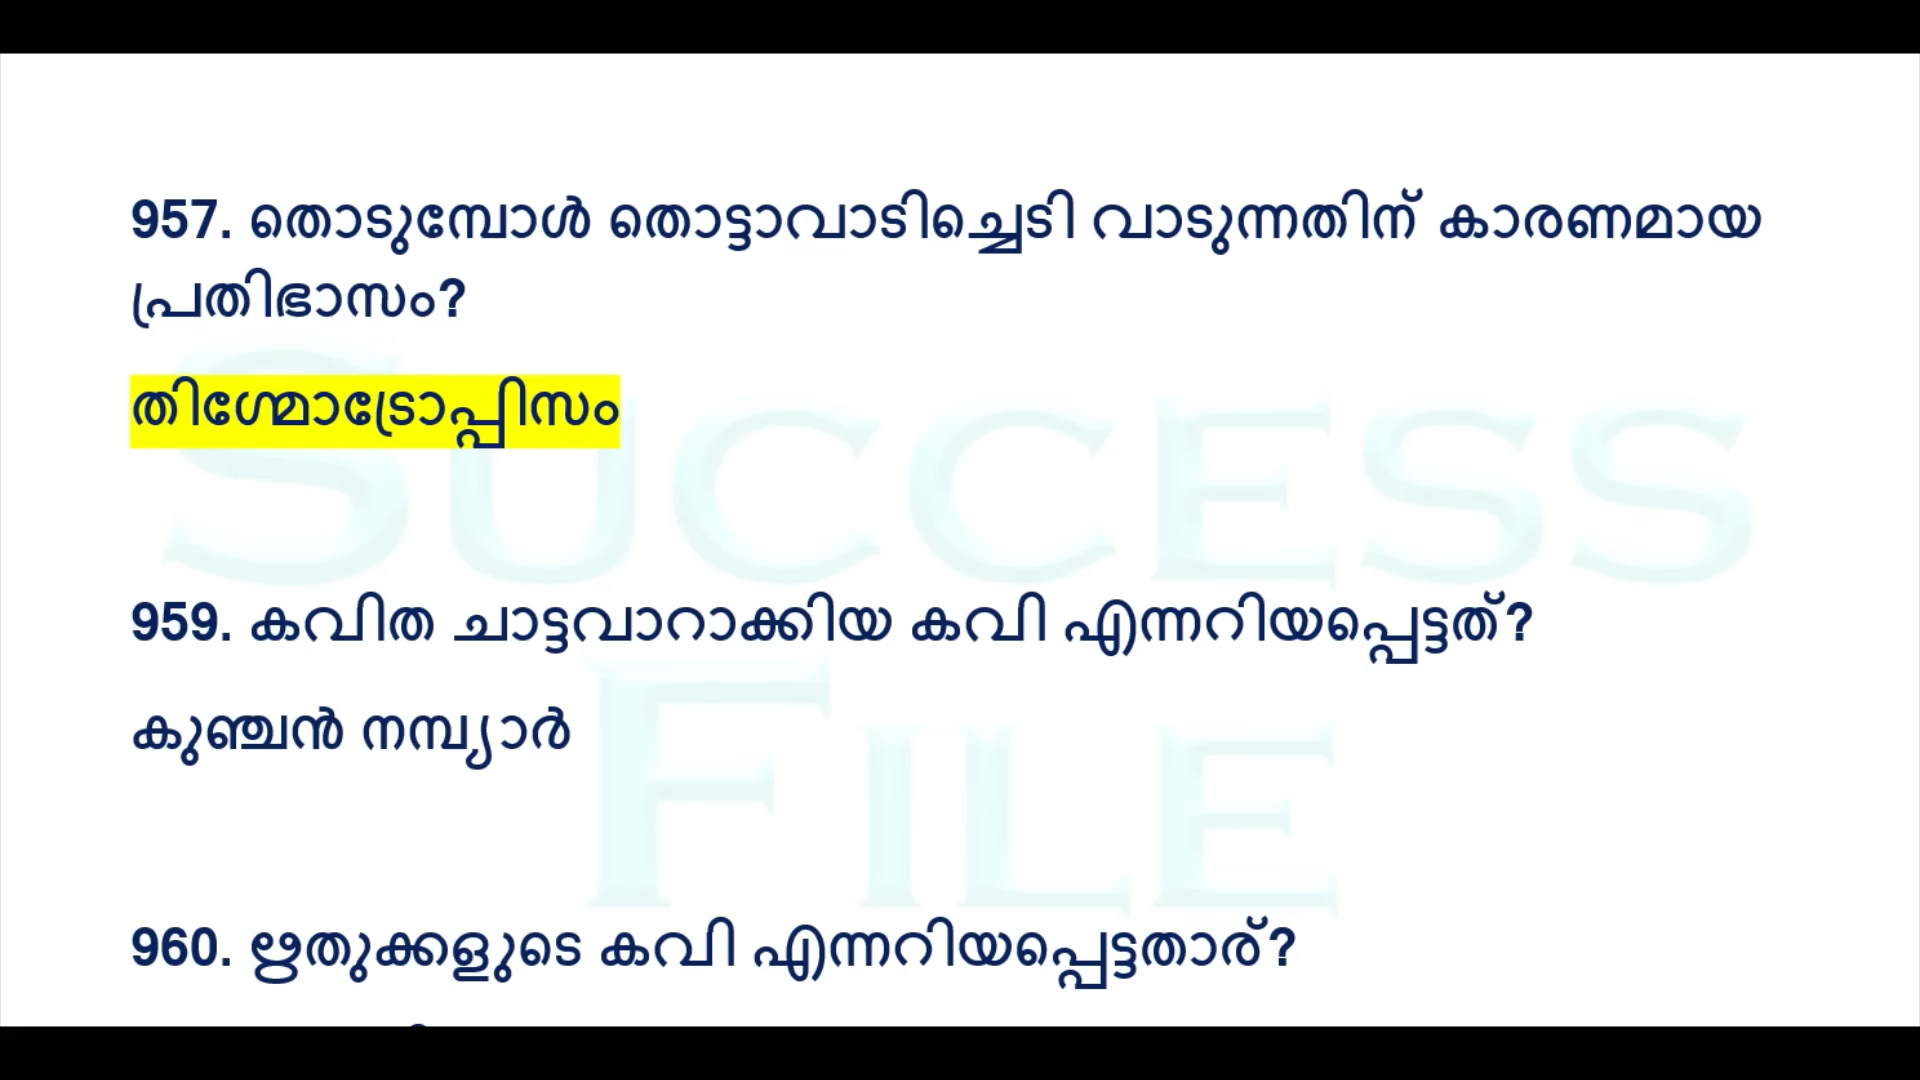 957. തൊടുമ്പോൾ തൊട്ടാവാടിച്ചെടി വാടുന്നതിന് കാരണമായ
പ്രതിഭാസം?
തിഗ്മോട്രോപ്പിസം
SUCCESS
959. കവിത ചാട്ടവാറാക്കിയ കവി എന്നറിയപ്പെട്ടത്?
കുഞ്ചൻ നമ്പ്യാർ
FILE
960. ഋതുക്കളുടെ കവി എന്നറിയപ്പെട്ടതാര്?